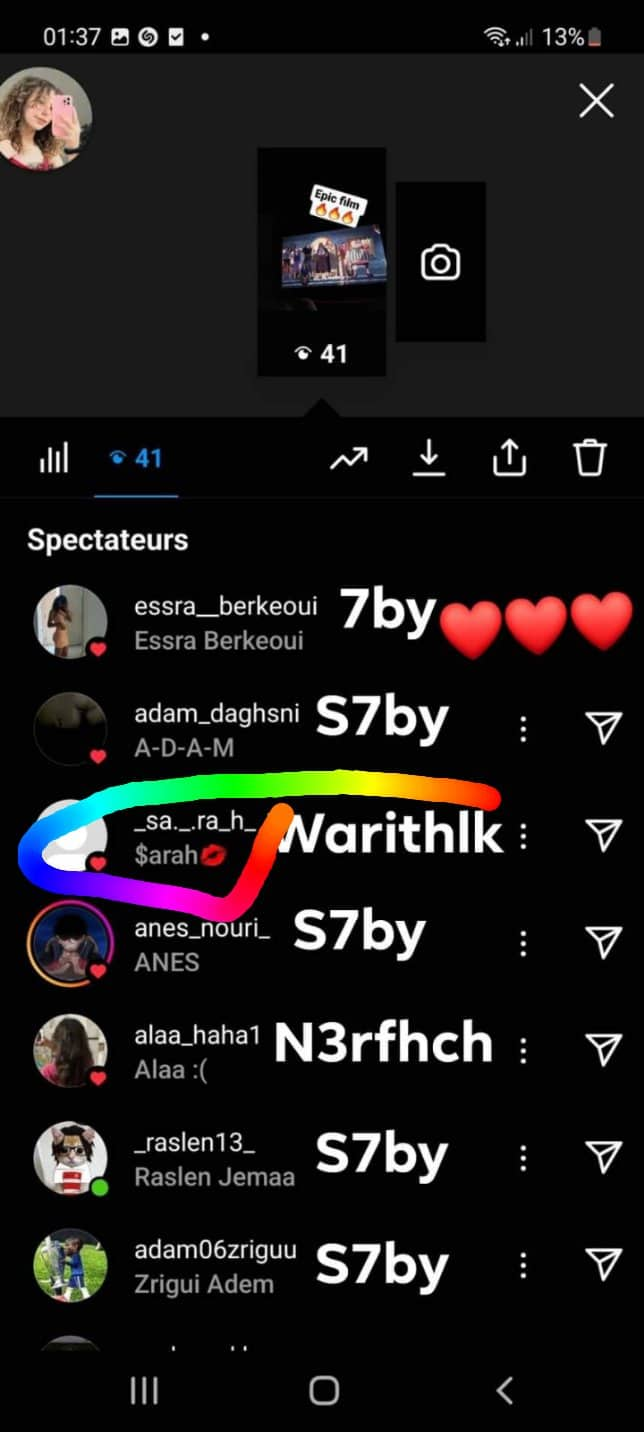 01:37 13%
Epic film
41
41
Spectateurs
essra__berkeoui 7by❤️❤️❤️
Essra Berkeoui
adam_daghsni S7by
A-D-A-M
_sa._.ra_h_ Warithlk
$arah💋
anes_nouri_ S7by
ANES
alaa_haha1 N3rfhch
Alaa :(
_raslen13_ S7by
Raslen Jemaa
adam06zriguu S7by
Zrigui Adem